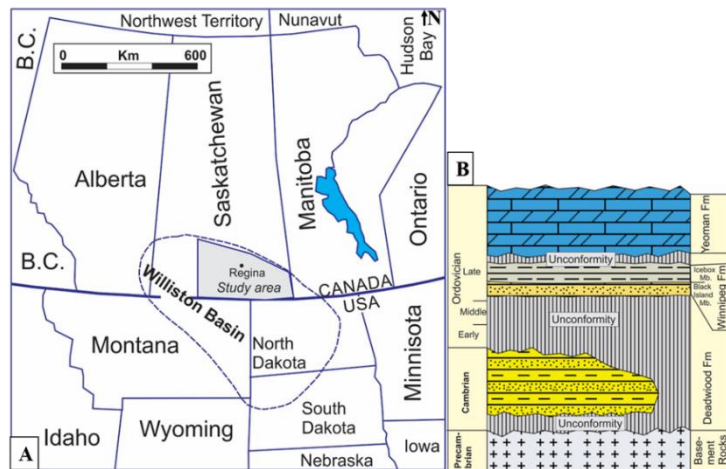 Northwest Territory
Nunavut
N
B.C.
0 Km 600
Hudson
Bay
Alberta
Saskatchewan
Manitoba
Ontario
B.C.
Regina
Study area
Williston Basin
CANADA
USA
Montana
North
Dakota
Minnisota
Wyoming
South
Dakota
Idaho
Iowa
Nebraska
A
B
Ordovician
Late
Middle
Early
Cambrian
Precam-
brian
Unconformity
Unconformity
Unconformity
Yeoman Fm
Icebox
Mb.
Black
Island
Mb.
Winnioeg Fm
Deadwiood Fm
Base-
ment
Rocks